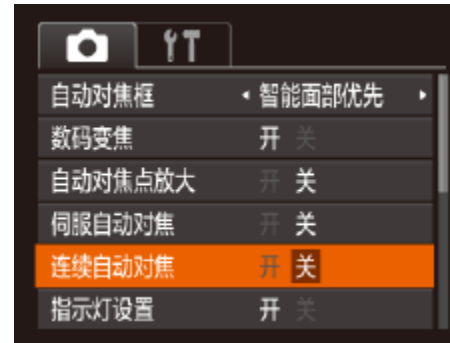 自动对焦框 智能面部优先
数码变焦 开 关
自动对焦点放大 开 关
伺服自动对焦 开 关
连续自动对焦 开 关
指示灯设置 开 关